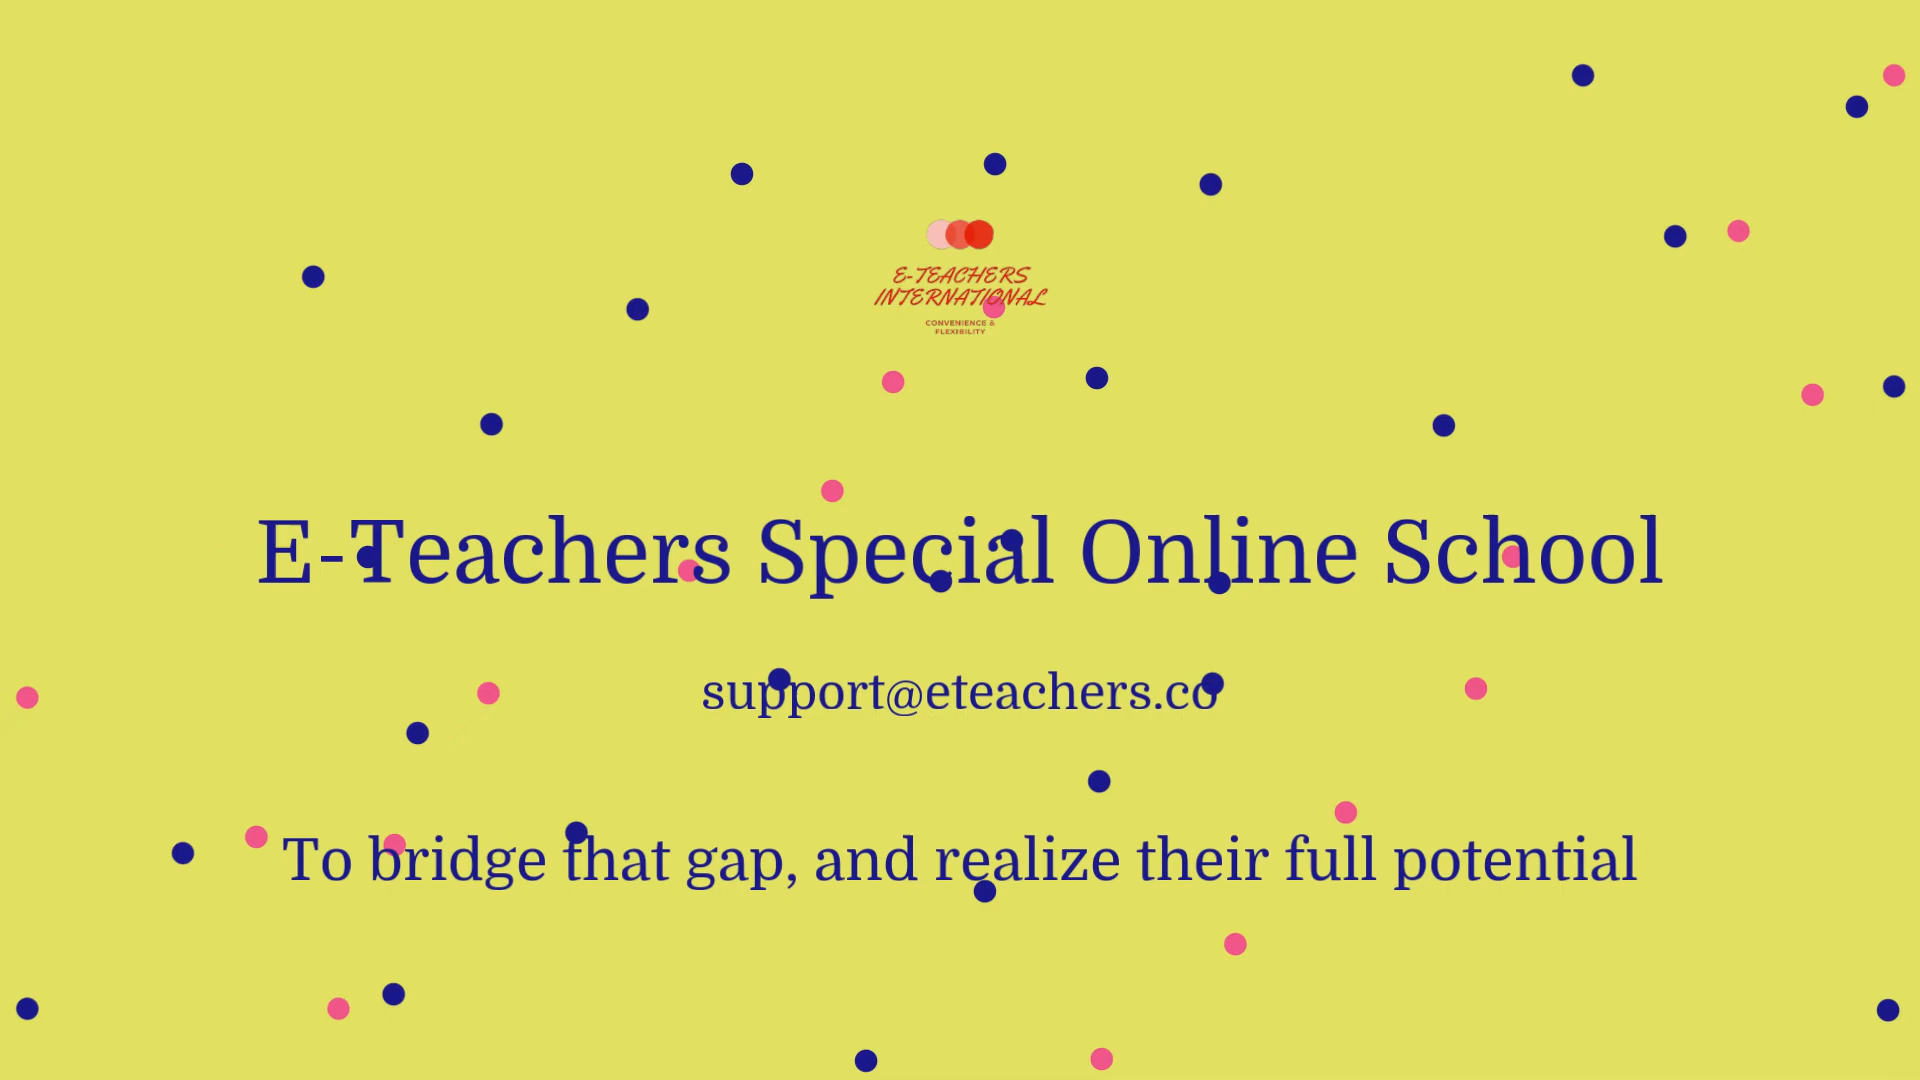 E-TEACHERS
INTERNATIONAL
CONVENIENCE &
FLEXIBILITY
E-Teachers Special Online School
support@eteachers.co
To bridge that gap, and realize their full potential